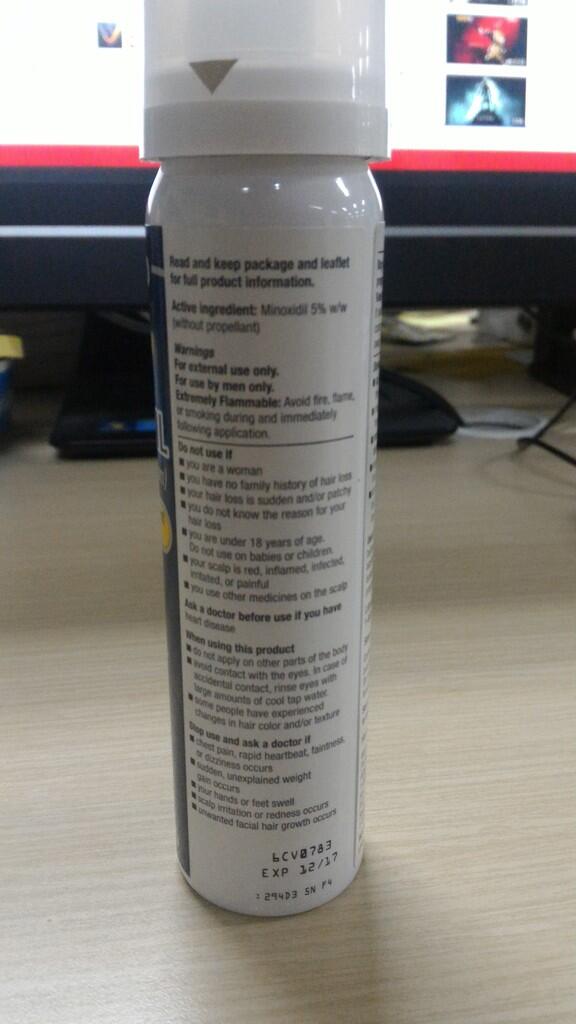 Read and keep package and leaflet
for full product information.
Active ingredient: Minoxidil 5% w/w
(without propellant)
Warnings
For external use only.
For use by men only.
Extremely Flammable: Avoid fire, flame,
or smoking during and immediately
following application.
Do not use if
■ you are a woman
■ you have no family history of hair loss
■ your hair loss is sudden and/or patchy
■ you do not know the reason for your
hair loss
■ you are under 18 years of age.
Do not use on babies or children.
■ your scalp is red, inflamed, infected,
irritated, or painful
■ you use other medicines on the scalp
Ask a doctor before use if you have
heart disease
When using this product
■ do not apply on other parts of the body
■ avoid contact with the eyes. In case of
accidental contact, rinse eyes with
large amounts of cool tap water.
■ some people have experienced
changes in hair color and/or texture
Stop use and ask a doctor if
■ chest pain, rapid heartbeat, faintness,
or dizziness occurs
■ sudden, unexplained weight
gain occurs
■ your hands or feet swell
■ scalp irritation or redness occurs
■ unwanted facial hair growth occurs
6CV0783
EXP 12/17
: 294D3 SN P4
L